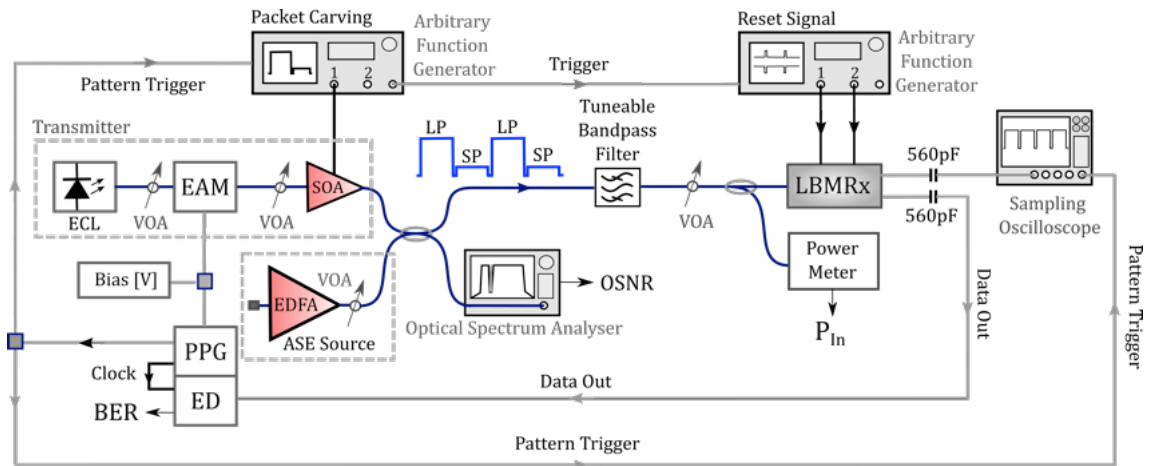 Packet Carving
Reset Signal
Arbitrary
Function
Generator
Arbitrary
Function
Generator
1 2
1 2
Pattern Trigger
Trigger
Transmitter
LP
LP
SP
SP
Tuneable
Bandpass
Filter
560pF
560pF
ECL
VOA
EAM
VOA
SOA
VOA
LBMRx
Sampling
Oscilloscope
Bias [V]
EDFA
VOA
ASE Source
OSNR
Optical Spectrum Analyser
Power
Meter
P In
Data Out
Pattern Trigger
PPG
Clock
ED
BER
Data Out
Pattern Trigger